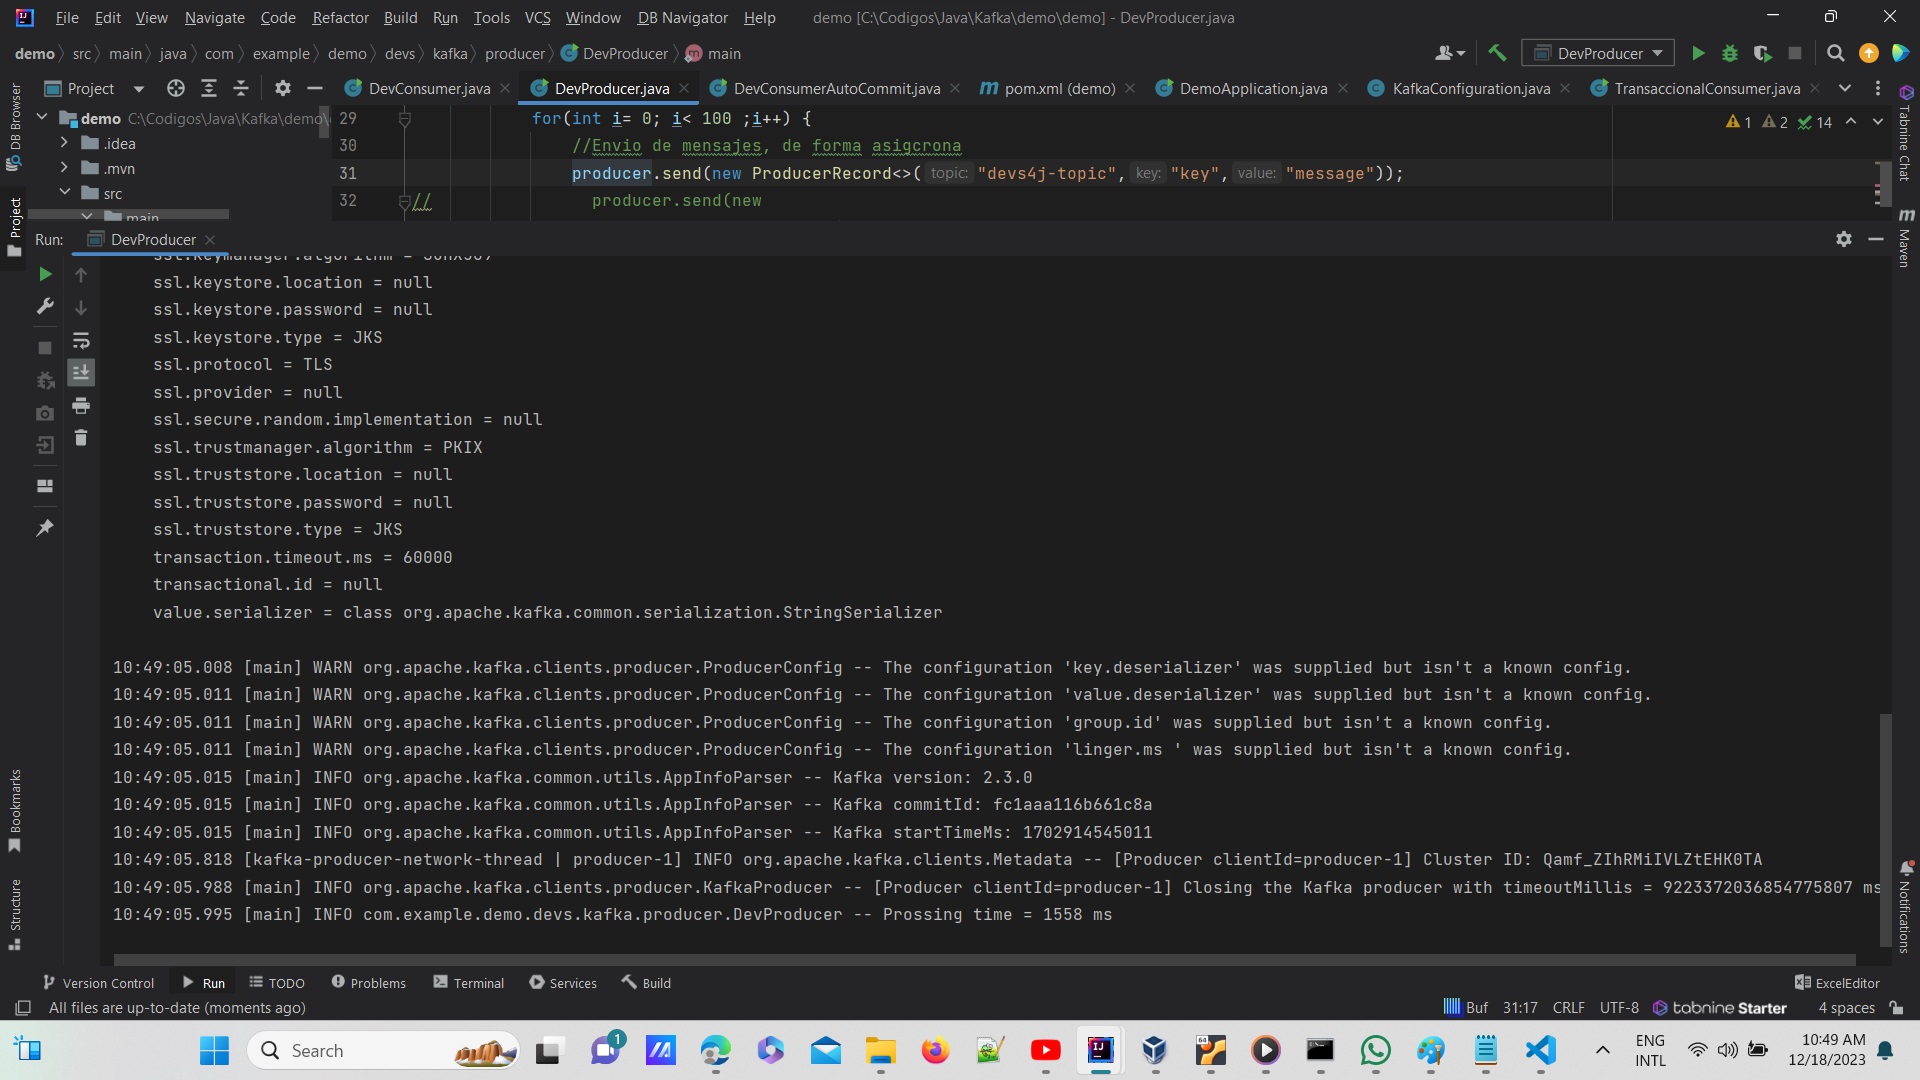 File Edit View Navigate Code Refactor Build Run Tools VCS Window DB Navigator Help demo [C:\Codigos\Java\Kafka\demo\demo] - DevProducer.java
demo src main java com example demo devs kafka producer DevProducer main DevProducer
Project DevConsumer.java DevProducer.java DevConsumerAutoCommit.java pom.xml (demo) DemoApplication.java KafkaConfiguration.java TransaccionalConsumer.java
DB Browser
Project
Bookmarks
Structure
demo C:\Codigos\Java\Kafka\demo\
.idea
.mvn
src
main
29 for(int i= 0; i< 100 ;i++) {
30 //Envio de mensajes, de forma asigcrona
31 producer.send(new ProducerRecord<>( topic: "devs4j-topic", key: "key", value: "message"));
32 // producer.send(new
1 2 14
Tabnine Chat
Maven
Notifications
Run: DevProducer
ssl.keystore.location = null
ssl.keystore.password = null
ssl.keystore.type = JKS
ssl.protocol = TLS
ssl.provider = null
ssl.secure.random.implementation = null
ssl.trustmanager.algorithm = PKIX
ssl.truststore.location = null
ssl.truststore.password = null
ssl.truststore.type = JKS
transaction.timeout.ms = 60000
transactional.id = null
value.serializer = class org.apache.kafka.common.serialization.StringSerializer
10:49:05.008 [main] WARN org.apache.kafka.clients.producer.ProducerConfig -- The configuration 'key.deserializer' was supplied but isn't a known config.
10:49:05.011 [main] WARN org.apache.kafka.clients.producer.ProducerConfig -- The configuration 'value.deserializer' was supplied but isn't a known config.
10:49:05.011 [main] WARN org.apache.kafka.clients.producer.ProducerConfig -- The configuration 'group.id' was supplied but isn't a known config.
10:49:05.011 [main] WARN org.apache.kafka.clients.producer.ProducerConfig -- The configuration 'linger.ms ' was supplied but isn't a known config.
10:49:05.015 [main] INFO org.apache.kafka.common.utils.AppInfoParser -- Kafka version: 2.3.0
10:49:05.015 [main] INFO org.apache.kafka.common.utils.AppInfoParser -- Kafka commitId: fc1aaa116b661c8a
10:49:05.015 [main] INFO org.apache.kafka.common.utils.AppInfoParser -- Kafka startTimeMs: 1702914545011
10:49:05.818 [kafka-producer-network-thread | producer-1] INFO org.apache.kafka.clients.Metadata -- [Producer clientId=producer-1] Cluster ID: Qamf_ZIhRMiIVLZtEHK0TA
10:49:05.988 [main] INFO org.apache.kafka.clients.producer.KafkaProducer -- [Producer clientId=producer-1] Closing the Kafka producer with timeoutMillis = 9223372036854775807 ms
10:49:05.995 [main] INFO com.example.demo.devs.kafka.producer.DevProducer -- Prossing time = 1558 ms
Version Control Run TODO Problems Terminal Services Build ExcelEditor
All files are up-to-date (moments ago) Buf 31:17 CRLF UTF-8 tabnine Starter 4 spaces
Search 1 64 ENG 10:49 AM
INTL 12/18/2023